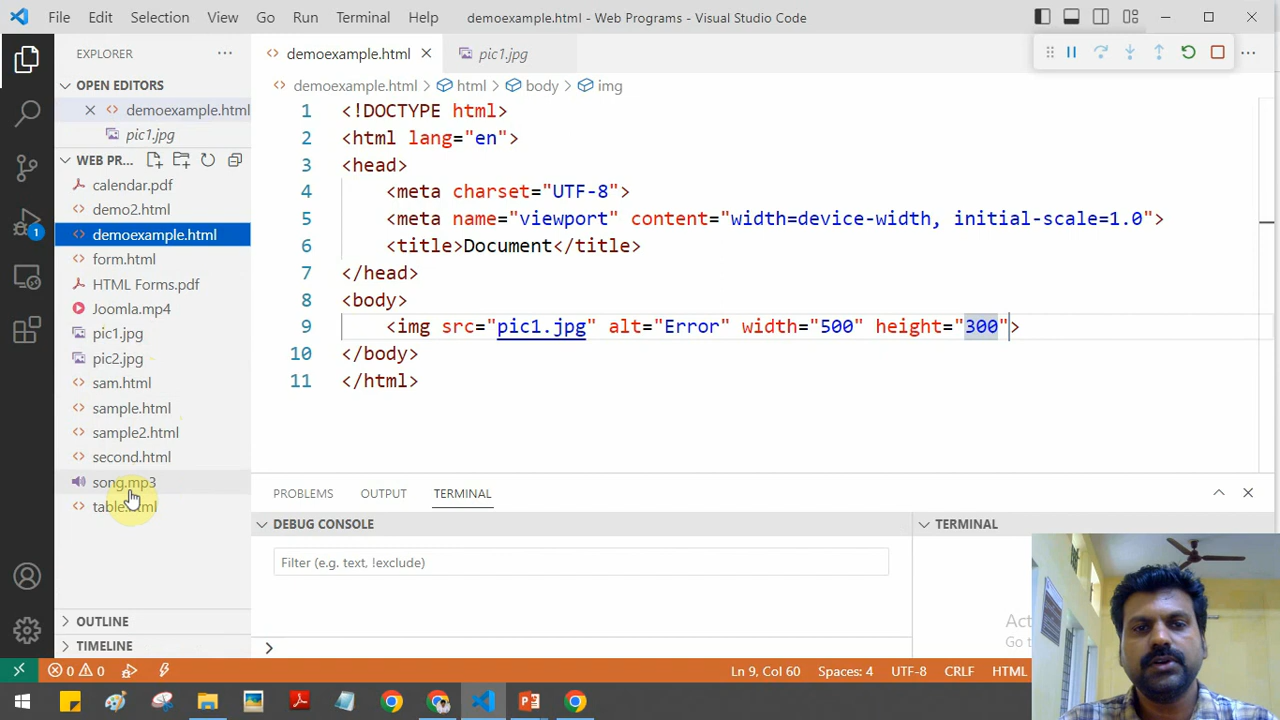 File Edit Selection View Go Run Terminal Help demoexample.html - Web Programs - Visual Studio Code
EXPLORER
OPEN EDITORS
demoexample.html
pic1.jpg
WEB PR...
calendar.pdf
demo2.html
demoexample.html
form.html
HTML Forms.pdf
Joomla.mp4
pic1.jpg
pic2.jpg
sam.html
sample.html
sample2.html
second.html
song.mp3
table.html
OUTLINE
TIMELINE
1
demoexample.html pic1.jpg
demoexample.html > html > body > img
1 <!DOCTYPE html>
2 <html lang="en">
3 <head>
4 <meta charset="UTF-8">
5 <meta name="viewport" content="width=device-width, initial-scale=1.0">
6 <title>Document</title>
7 </head>
8 <body>
9 <img src="pic1.jpg" alt="Error" width="500" height="300">
10 </body>
11 </html>
PROBLEMS OUTPUT TERMINAL
DEBUG CONSOLE
Filter (e.g. text, !exclude)
TERMINAL
Act
Go to
0 0
Ln 9, Col 60 Spaces: 4 UTF-8 CRLF HTML